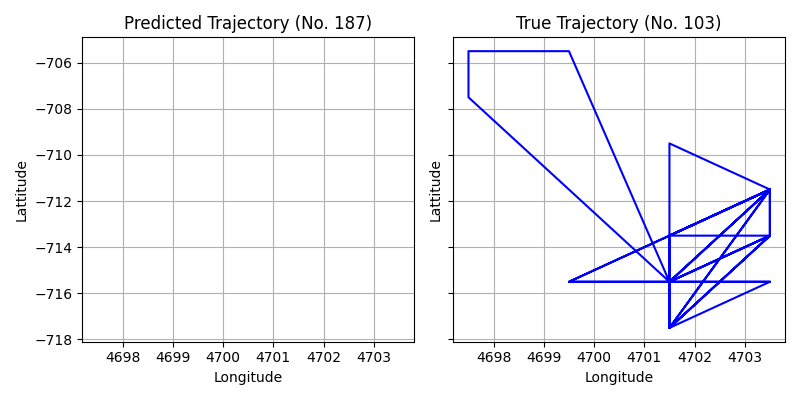 Predicted Trajectory (No. 187)
True Trajectory (No. 103)
−706
−708
−710
−712
−714
−716
−718
Lattitude
Lattitude
4698 4699 4700 4701 4702 4703
4698 4699 4700 4701 4702 4703
Longitude
Longitude